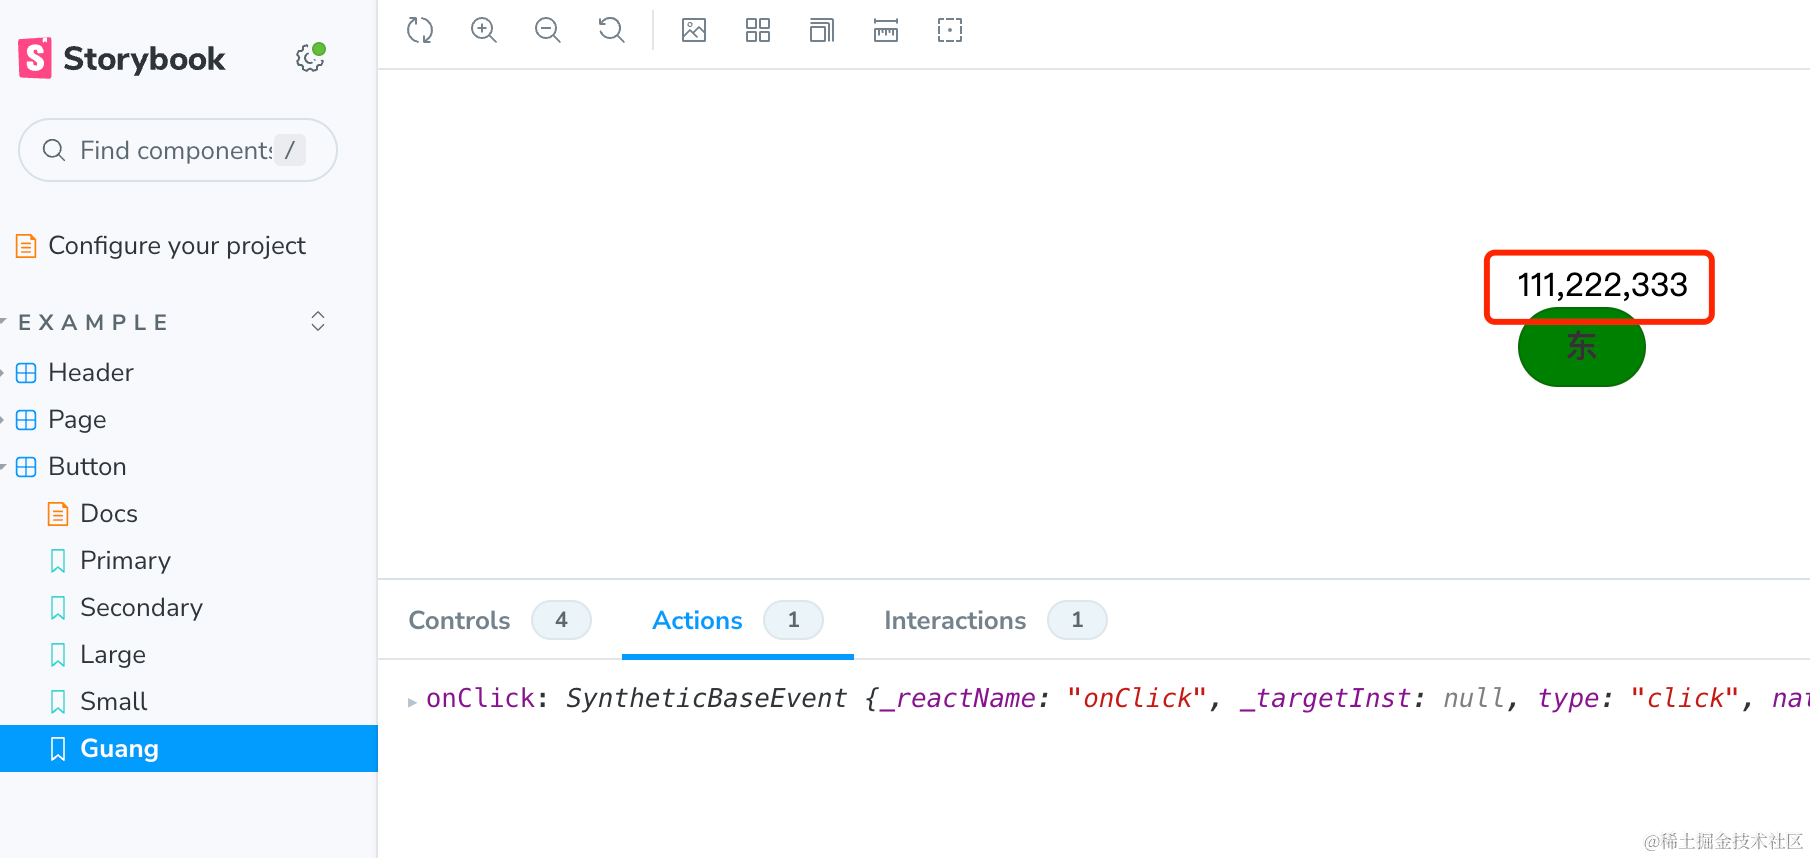 Storybook
Find components /
Configure your project
EXAMPLE
Header
Page
Button
Docs
Primary
Secondary
Large
Small
Guang
111,222,333
东
Controls 4 Actions 1 Interactions 1
onClick: SyntheticBaseEvent {_reactName: "onClick", _targetInst: null, type: "click", nat
@稀土掘金技术社区